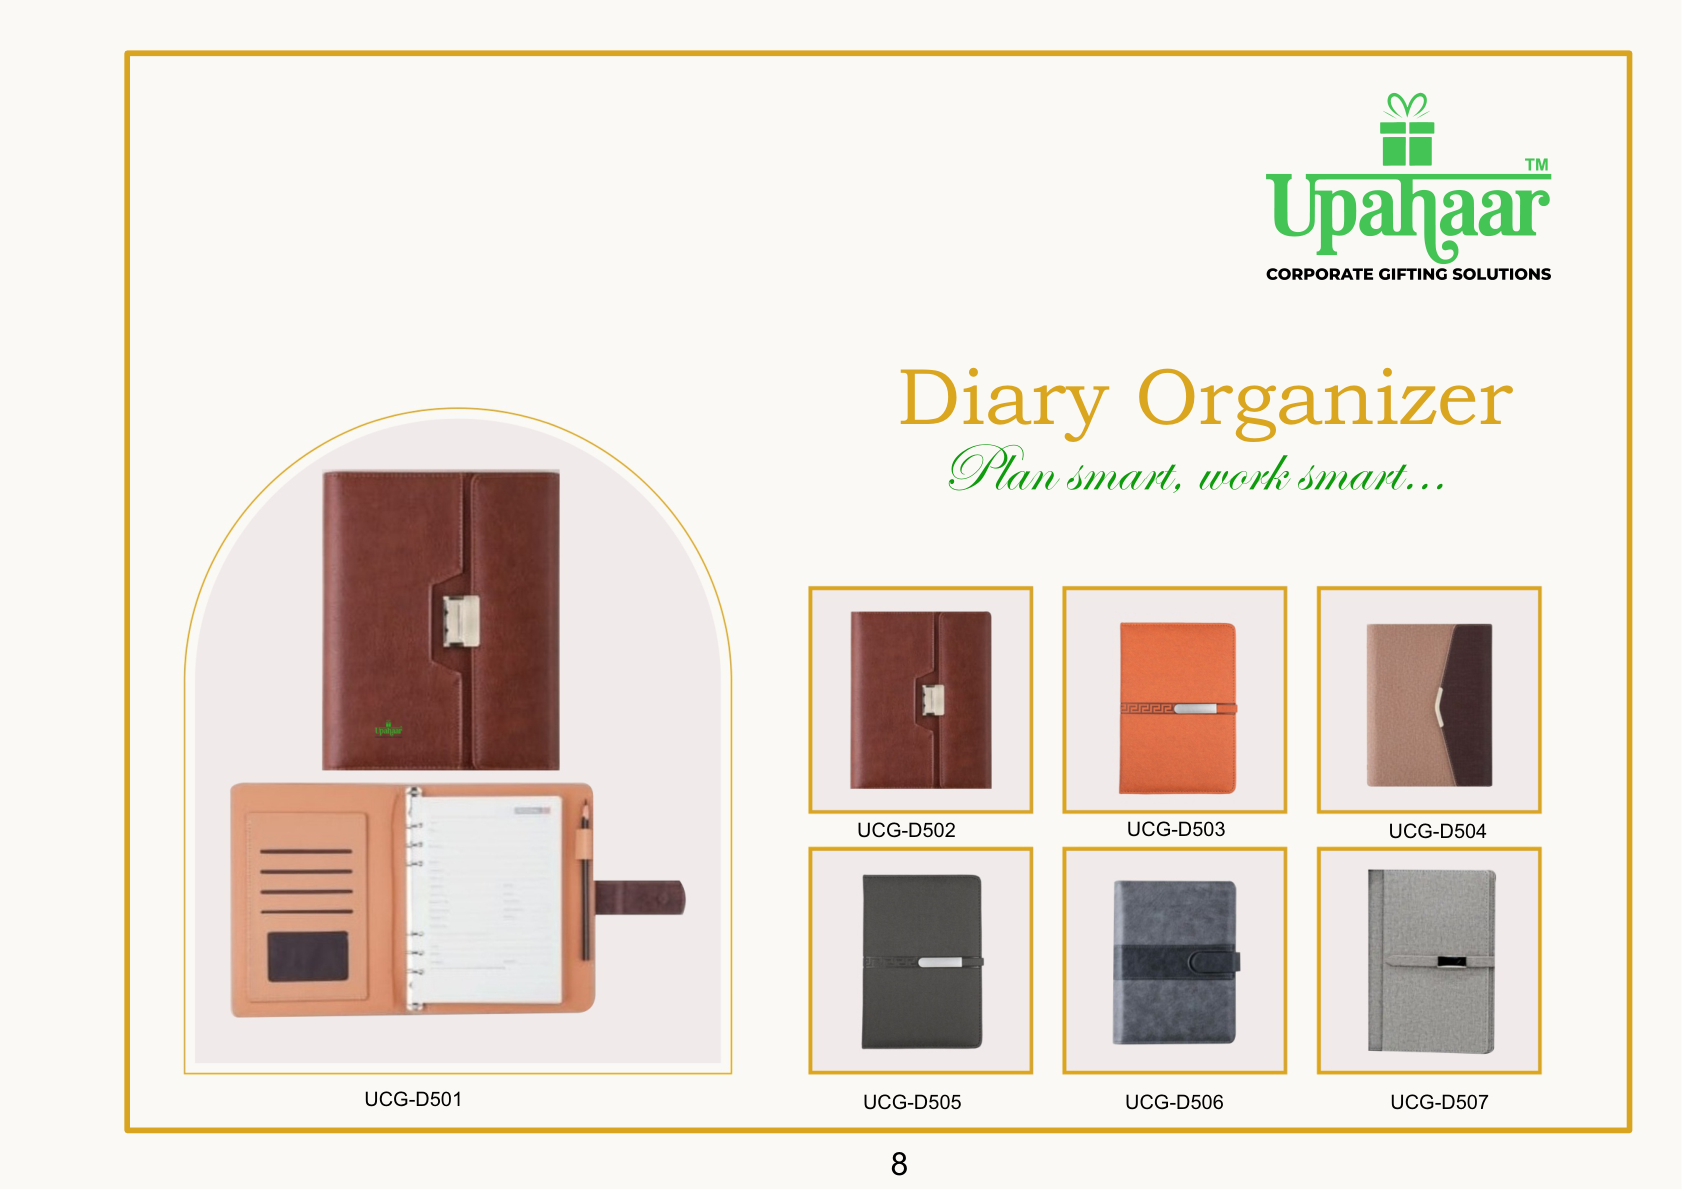 TM
Upahaar
CORPORATE GIFTING SOLUTIONS
Diary Organizer
Plan smart, work smart...
Upahaar
UCG-D501
UCG-D502
UCG-D503
UCG-D504
UCG-D505
UCG-D506
UCG-D507
8